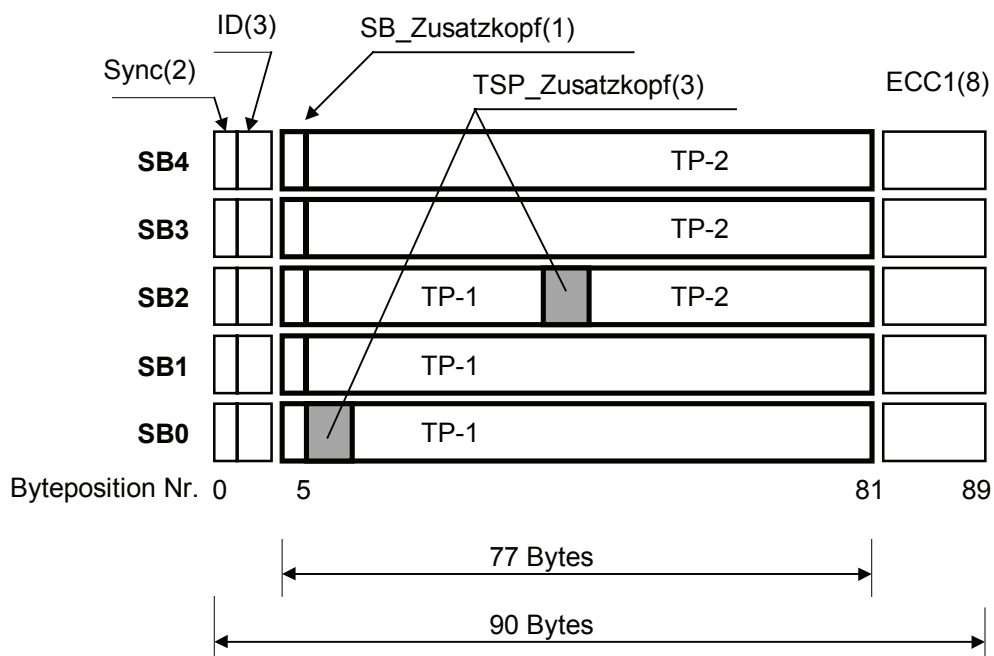 ID(3)
SB_Zusatzkopf(1)
Sync(2)
TSP_Zusatzkopf(3)
ECC1(8)
SB4
TP-2
SB3
TP-2
SB2
TP-1
TP-2
SB1
TP-1
SB0
TP-1
Byteposition Nr. 0 5 81 89
77 Bytes
90 Bytes